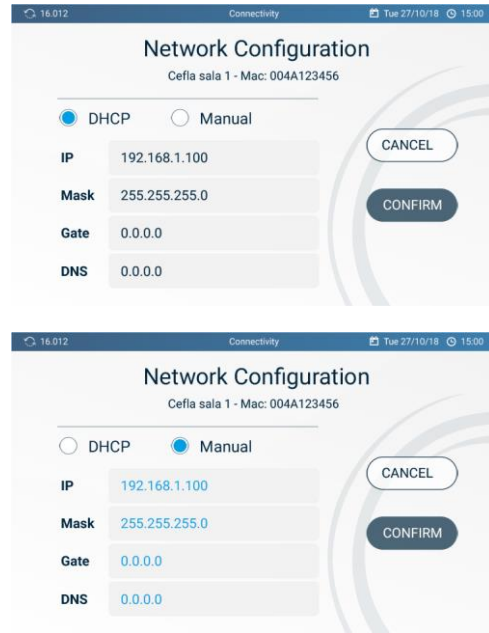 16.012 Connectivity Tue 27/10/18 15:00
Network Configuration
Cefla sala 1 - Mac: 004A123456
DHCP Manual
IP 192.168.1.100
CANCEL
Mask 255.255.255.0
CONFIRM
Gate 0.0.0.0
DNS 0.0.0.0
16.012 Connectivity Tue 27/10/18 15:00
Network Configuration
Cefla sala 1 - Mac: 004A123456
DHCP Manual
IP 192.168.1.100
CANCEL
Mask 255.255.255.0
CONFIRM
Gate 0.0.0.0
DNS 0.0.0.0